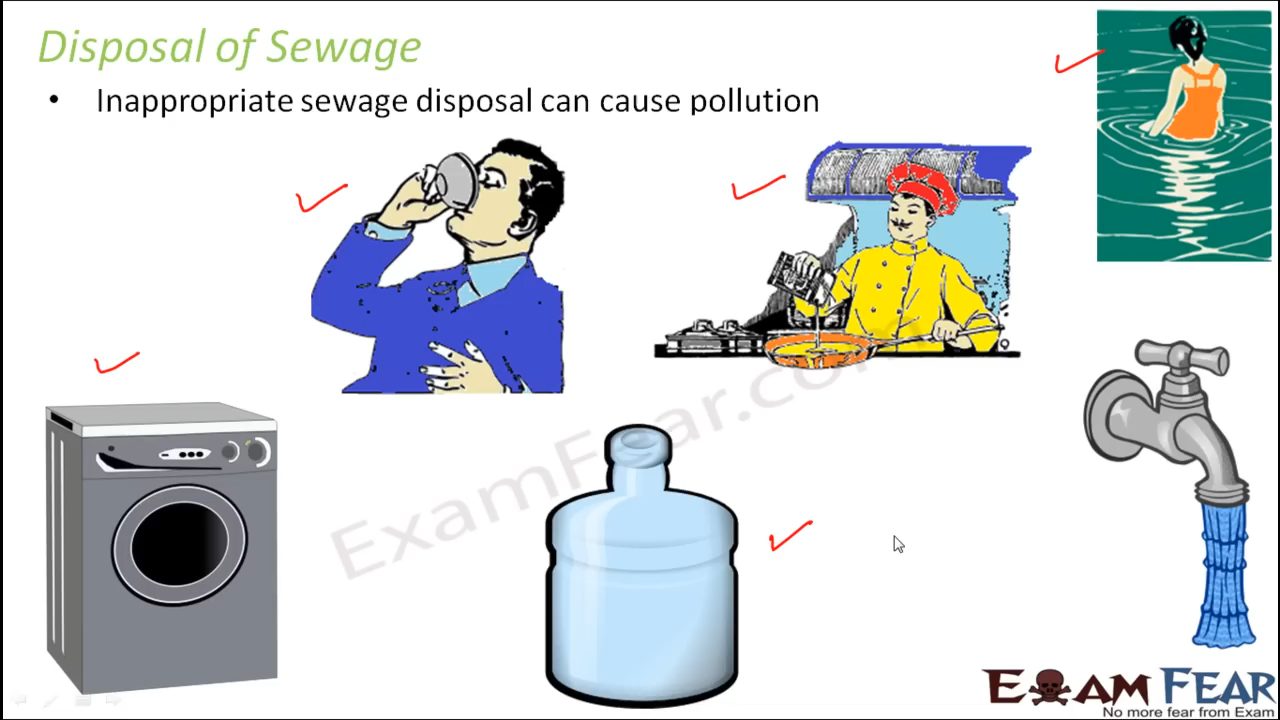 Disposal of Sewage
• Inappropriate sewage disposal can cause pollution
ExamFear.com
EXAM FEAR
No more fear from Exam